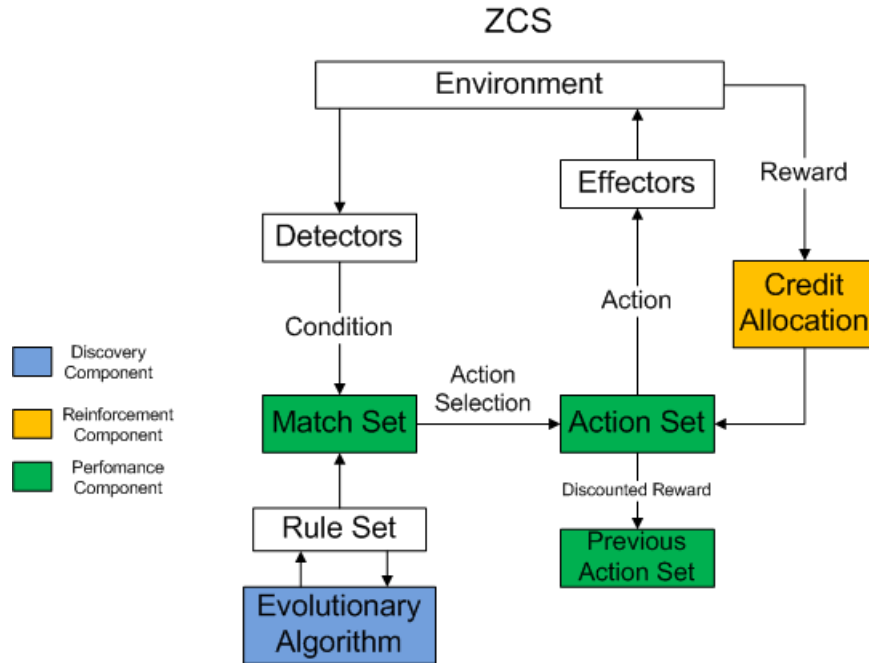 ZCS
Environment
Effectors
Reward
Detectors
Credit
Allocation
Action
Condition
Discovery
Component
Action
Selection
Reinforcement
Component
Match Set
Action Set
Perfomance
Component
Discounted Reward
Rule Set
Previous
Action Set
Evolutionary
Algorithm